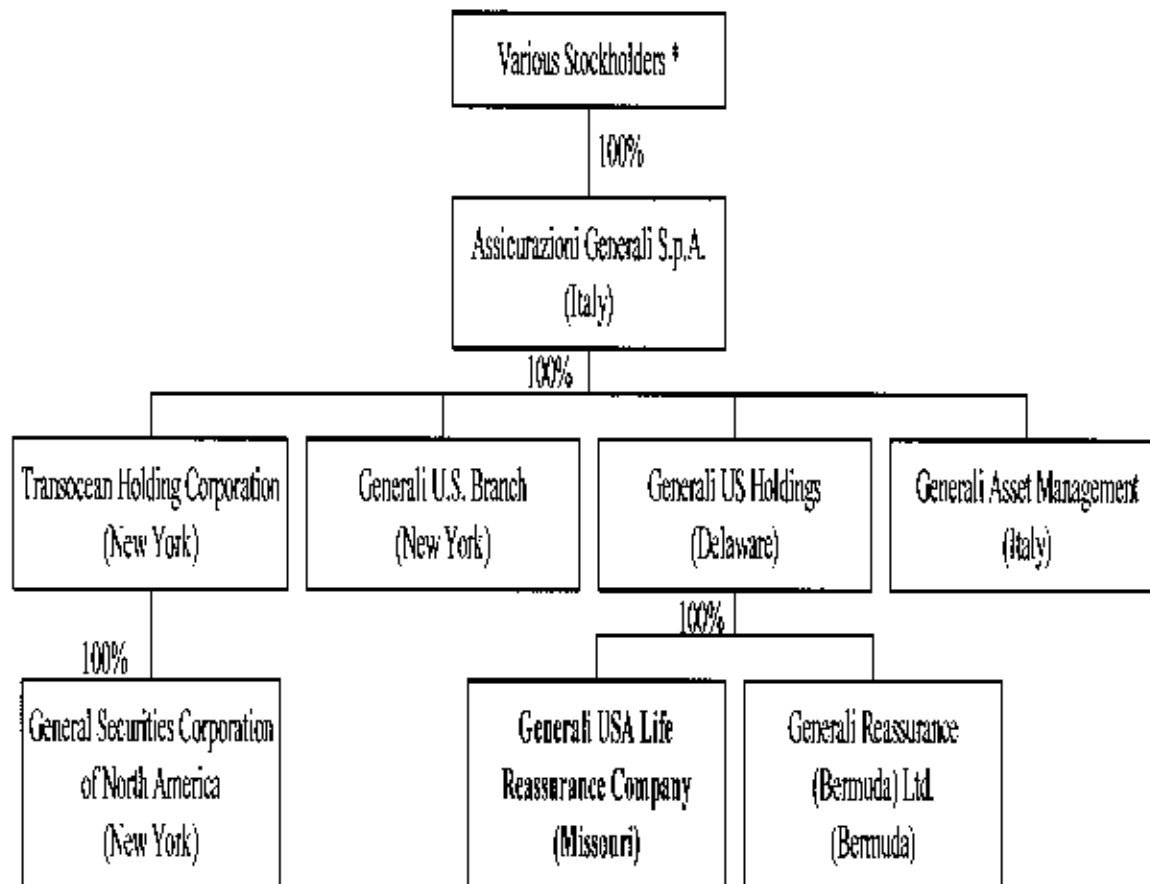 Various Stockholders *
100%
Assicurazioni Generali S.p.A.
(Italy)
100%
Transocean Holding Corporation
(New York)
Generali U.S. Branch
(New York)
Generali US Holdings
(Delaware)
Generali Asset Management
(Italy)
100%
100%
General Securities Corporation
of North America
(New York)
Generali USA Life
Reassurance Company
(Missouri)
Generali Reassurance
(Bermuda) Ltd.
(Bermuda)